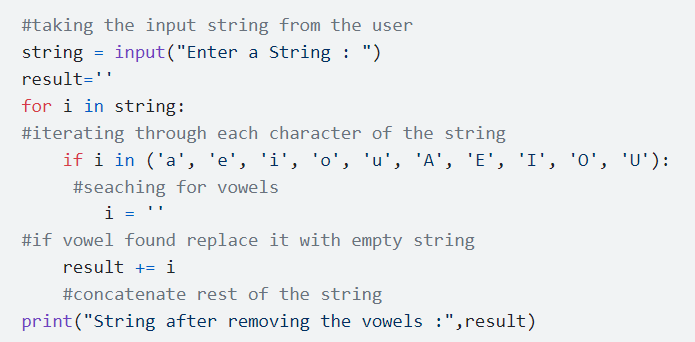 #taking the input string from the user
string = input("Enter a String : ")
result=''
for i in string:
#iterating through each character of the string
    if i in ('a', 'e', 'i', 'o', 'u', 'A', 'E', 'I', 'O', 'U'):
     #seaching for vowels
        i = ''
#if vowel found replace it with empty string
    result += i
    #concatenate rest of the string
print("String after removing the vowels :",result)